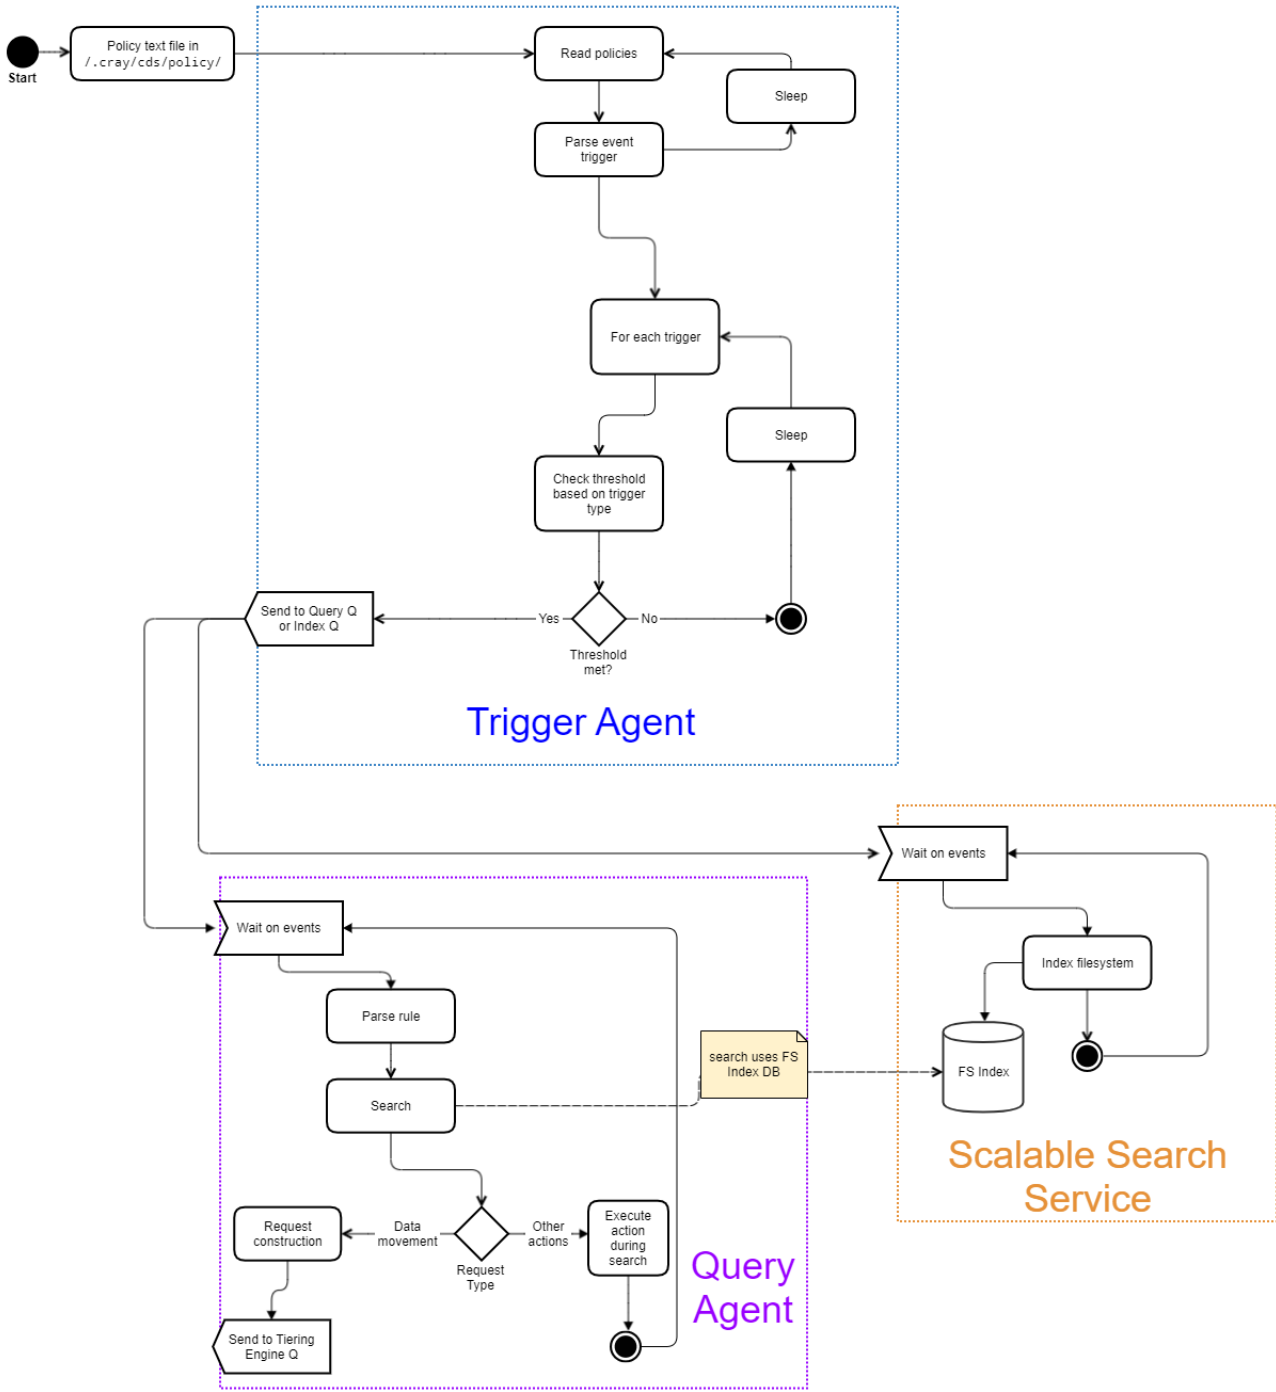 Start
Policy text file in
/.cray/cds/policy/
Read policies
Sleep
Parse event
trigger
For each trigger
Sleep
Check threshold
based on trigger
type
Send to Query Q
or Index Q
Yes
No
Threshold
met?
Trigger Agent
Wait on events
Index filesystem
FS Index
Scalable Search
Service
Wait on events
Parse rule
search uses FS
Index DB
Search
Request
construction
Data
movement
Request
Type
Other
actions
Execute
action
during
search
Query
Agent
Send to Tiering
Engine Q